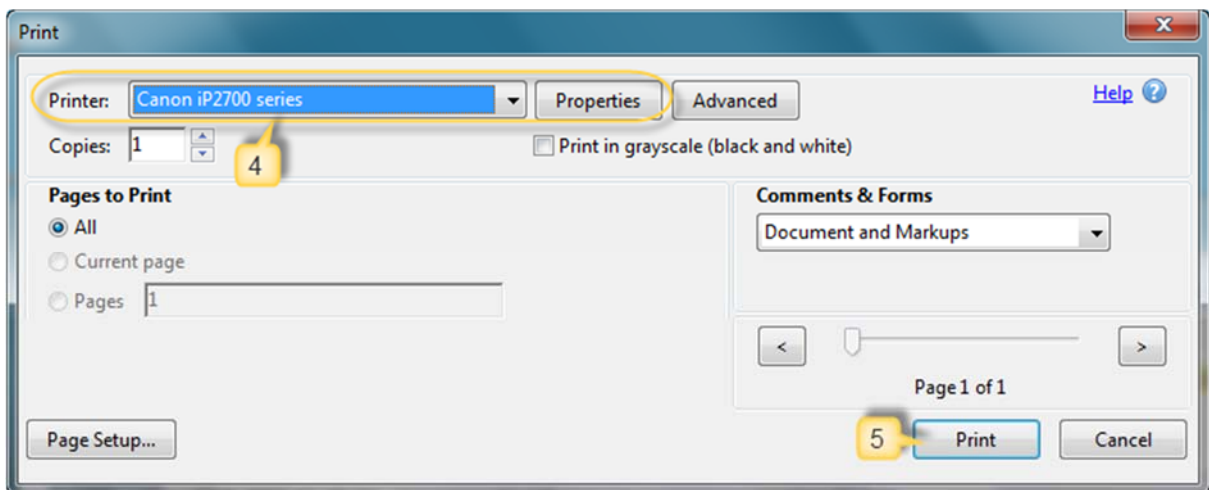 Print
Printer: Canon iP2700 series Properties Advanced Help
Copies: 1 Print in grayscale (black and white)
4
Pages to Print
All
Current page
Pages 1
Comments & Forms
Document and Markups
< >
Page 1 of 1
Page Setup... 5 Print Cancel